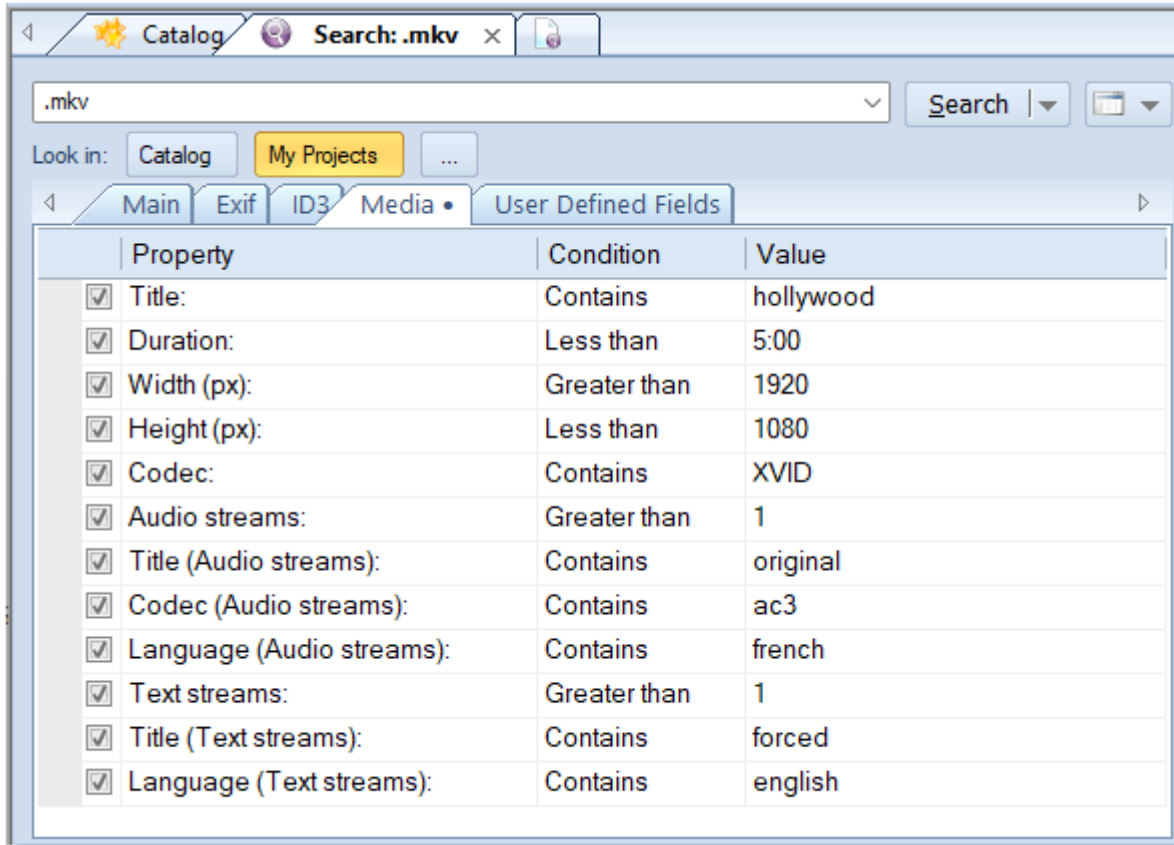 Catalog Search: .mkv
.mkv Search
Look in: Catalog My Projects ...
Main Exif ID3 Media • User Defined Fields
Property Condition Value
Title: Contains hollywood
Duration: Less than 5:00
Width (px): Greater than 1920
Height (px): Less than 1080
Codec: Contains XVID
Audio streams: Greater than 1
Title (Audio streams): Contains original
Codec (Audio streams): Contains ac3
Language (Audio streams): Contains french
Text streams: Greater than 1
Title (Text streams): Contains forced
Language (Text streams): Contains english